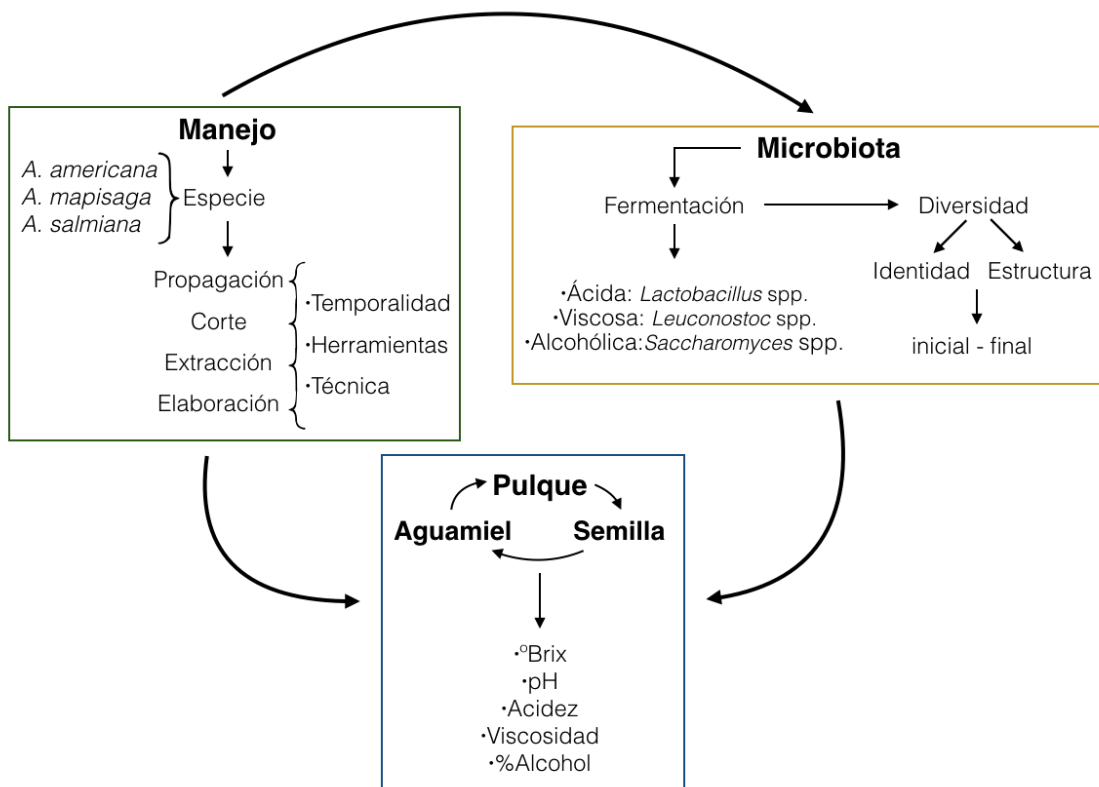 Manejo
A. americana
A. mapisaga
A. salmiana
Especie
Propagación
Corte
Extracción
Elaboración
·Temporalidad
·Herramientas
·Técnica
Microbiota
Fermentación
Diversidad
Identidad
Estructura
inicial - final
·Ácida: Lactobacillus spp.
·Viscosa: Leuconostoc spp.
·Alcohólica:Saccharomyces spp.
Pulque
Aguamiel
Semilla
·ºBrix
·pH
·Acidez
·Viscosidad
·%Alcohol